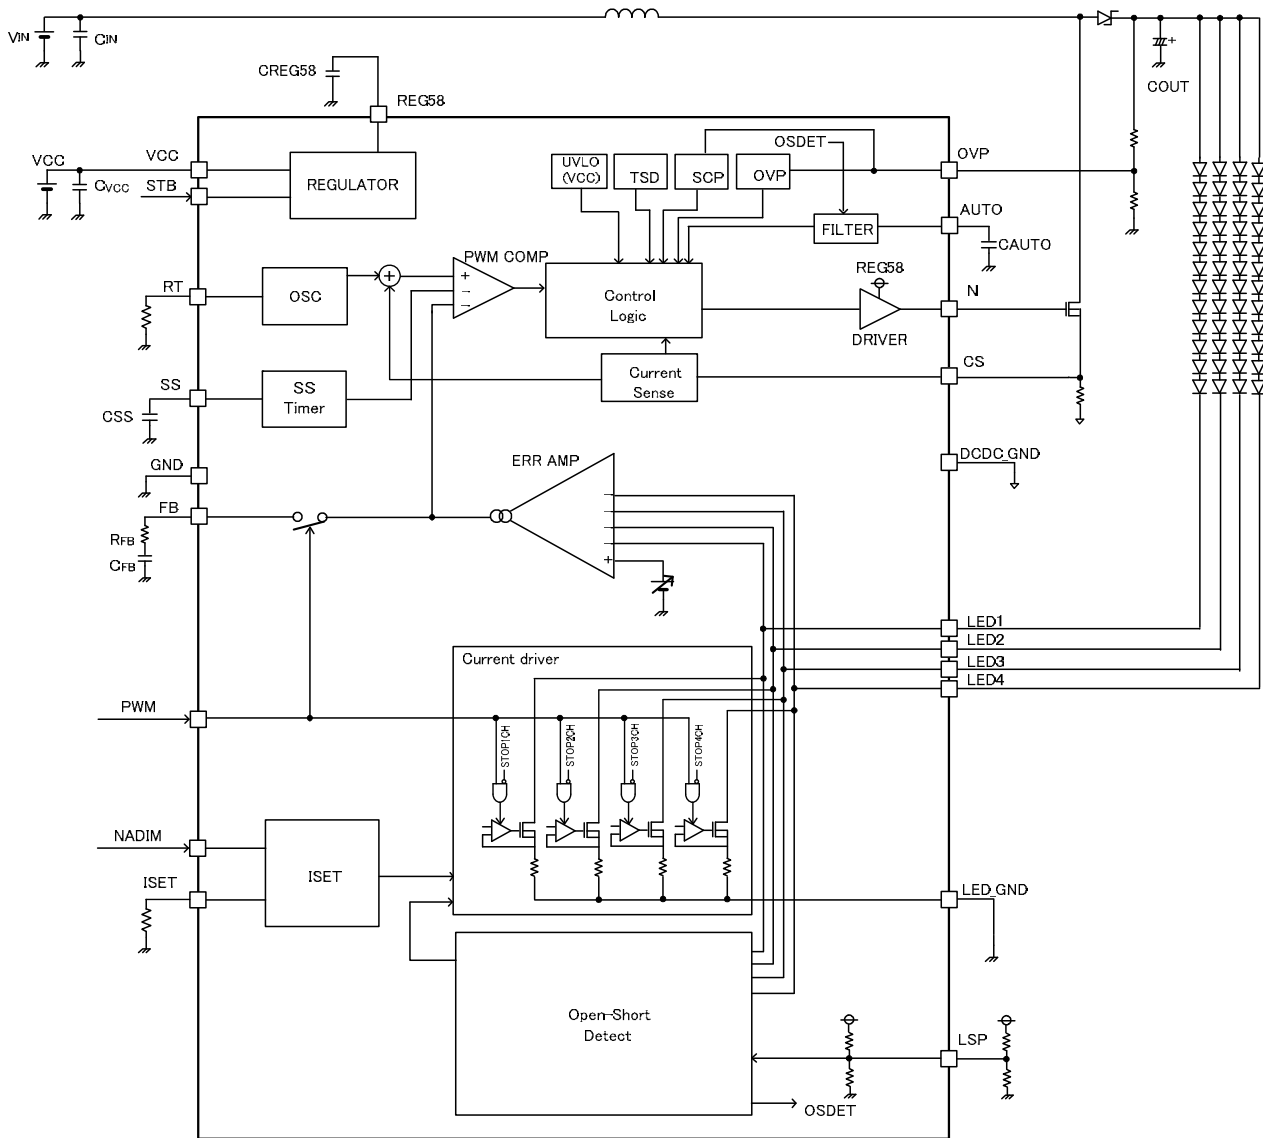 VIN
CIN
+
COUT
CREG58
REG58
VCC
VCC
CVCC
STB
REGULATOR
UVLO
(VCC)
TSD
SCP
OVP
OSDET
OVP
AUTO
FILTER
CAUTO
PWM COMP
REG58
RT
OSC
+
+
−
−
Control
Logic
N
DRIVER
CS
SS
SS
Timer
Current
Sense
CSS
GND
DCDC_GND
ERR AMP
FB
RFB
CFB
−
−
−
−
+
LED1
LED2
LED3
LED4
Current driver
PWM
STOP1CH
STOP2CH
STOP3CH
STOP4CH
NADIM
ISET
ISET
LED_GND
Open-Short
Detect
LSP
OSDET